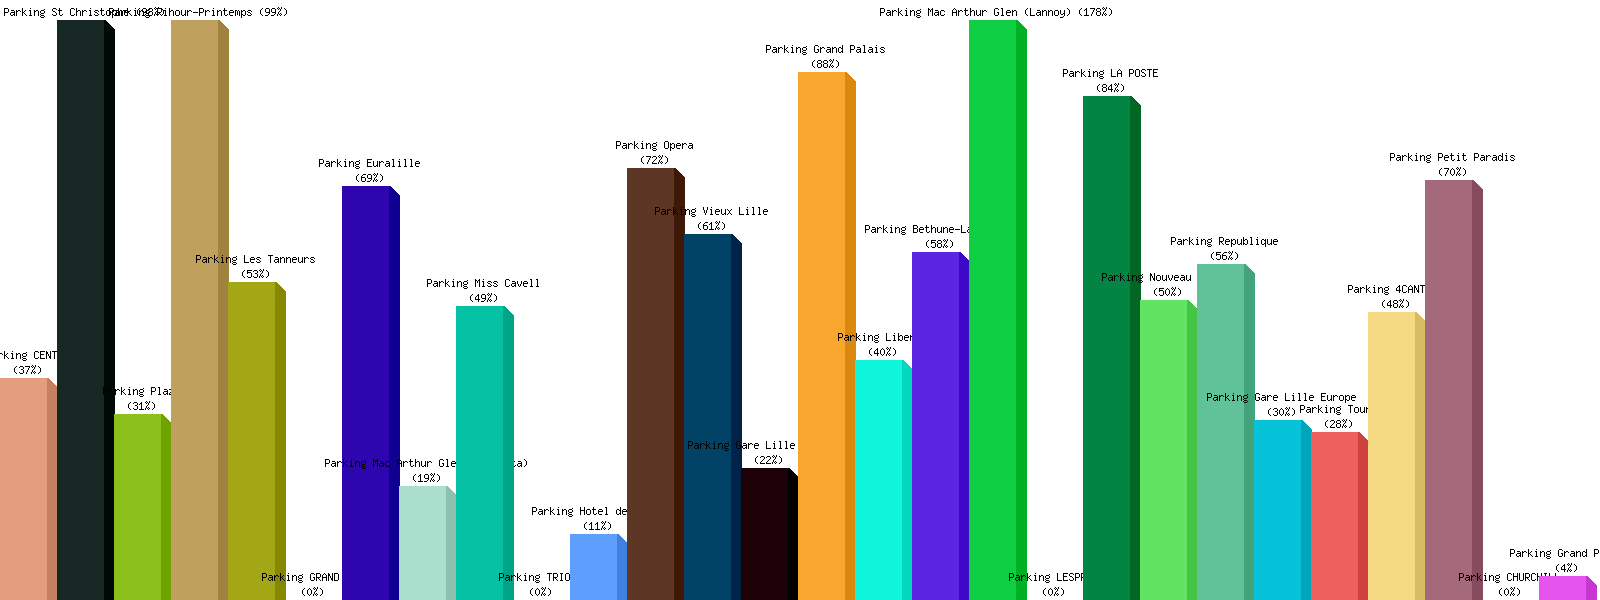 Parking St Christophe (98%)
Parking Rihour-Printemps (99%)
Parking Mac Arthur Glen (Lannoy) (178%)
Parking Grand Palais
(88%)
Parking LA POSTE
(84%)
Parking Opera
(72%)
Parking Euralille
(69%)
Parking Petit Paradis
(70%)
Parking Vieux Lille
(61%)
Parking Bethune-La
(58%)
Parking Republique
(56%)
Parking Les Tanneurs
(53%)
Parking Nouveau
(50%)
Parking Miss Cavell
(49%)
Parking 4CANT
(48%)
Parking Liber
(40%)
rking CENT
(37%)
Parking Plaz
(31%)
Parking Gare Lille Europe
(30%)
Parking Tour
(28%)
Parking Gare Lille
(22%)
Parking Mac Arthur Gle ta)
(19%)
Parking Hotel de
(11%)
Parking Grand P
(4%)
Parking GRAND
(0%)
Parking TRIO
(0%)
Parking LESPR
(0%)
Parking CHURCHILL
(0%)